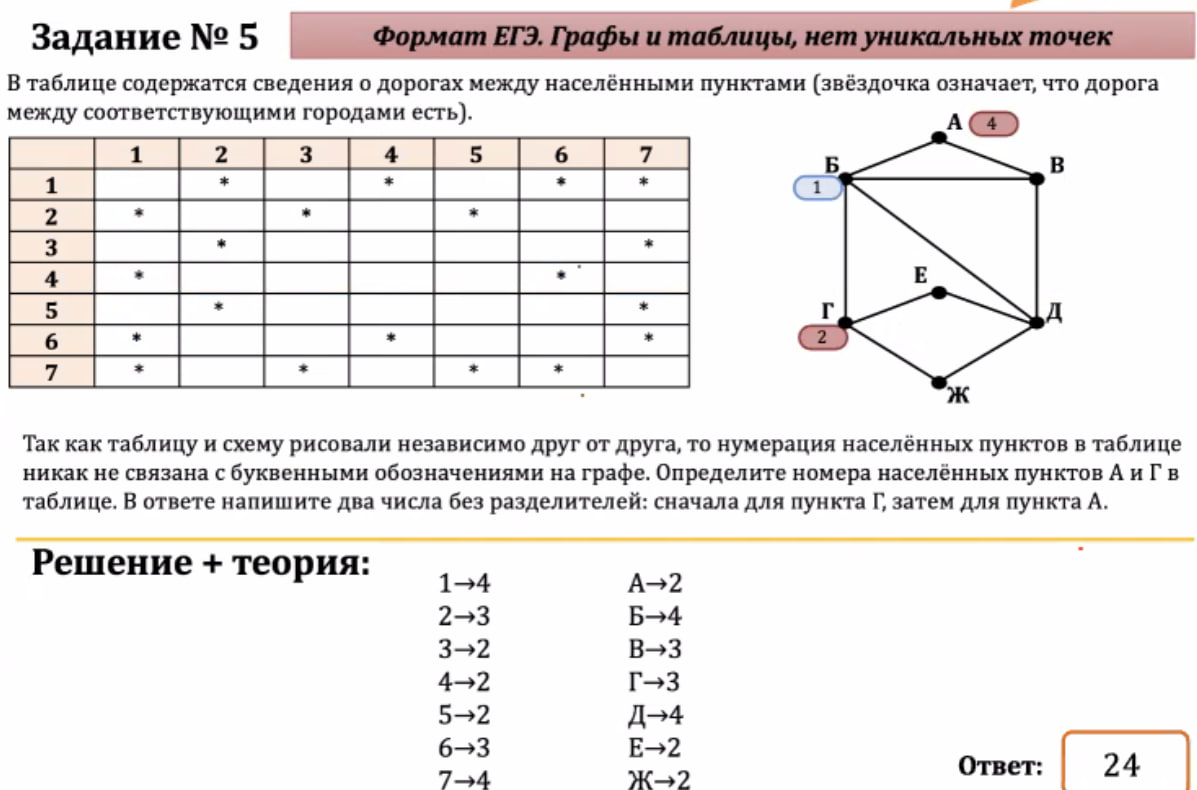 Задание № 5
Формат ЕГЭ. Графы и таблицы, нет уникальных точек
В таблице содержатся сведения о дорогах между населёнными пунктами (звёздочка означает, что дорога
между соответствующими городами есть).
1 2 3 4 5 6 7
1 * * * *
2 * * *
3 * *
4 * *
5 * *
6 * * *
7 * * * *
А 4
Б В
1
Е
Г Д
2
Ж
Так как таблицу и схему рисовали независимо друг от друга, то нумерация населённых пунктов в таблице
никак не связана с буквенными обозначениями на графе. Определите номера населённых пунктов А и Г в
таблице. В ответе напишите два числа без разделителей: сначала для пункта Г, затем для пункта А.
Решение + теория:
1→4 А→2
2→3 Б→4
3→2 В→3
4→2 Г→3
5→2 Д→4
6→3 Е→2
7→4 Ж→2
Ответ: 24